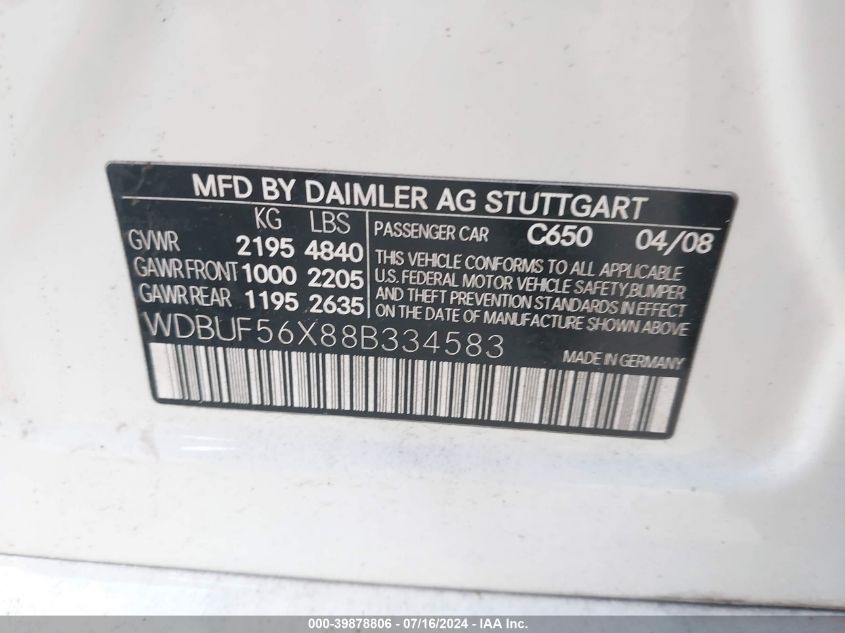 MFD BY DAIMLER AG STUTTGART
KG LBS
GVWR 2195 4840
GAWR FRONT 1000 2205
GAWR REAR 1195 2635
PASSENGER CAR C650 04/08
THIS VEHICLE CONFORMS TO ALL APPLICABLE
U.S. FEDERAL MOTOR VEHICLE SAFETY,BUMPER
AND THEFT PREVENTION STANDARDS IN EFFECT
ON THE DATE OF MANUFACTURE SHOWN ABOVE
WDBUF56X88B334583
MADE IN GERMANY
000-39878806 / 07/16/2024 - IAA Inc.